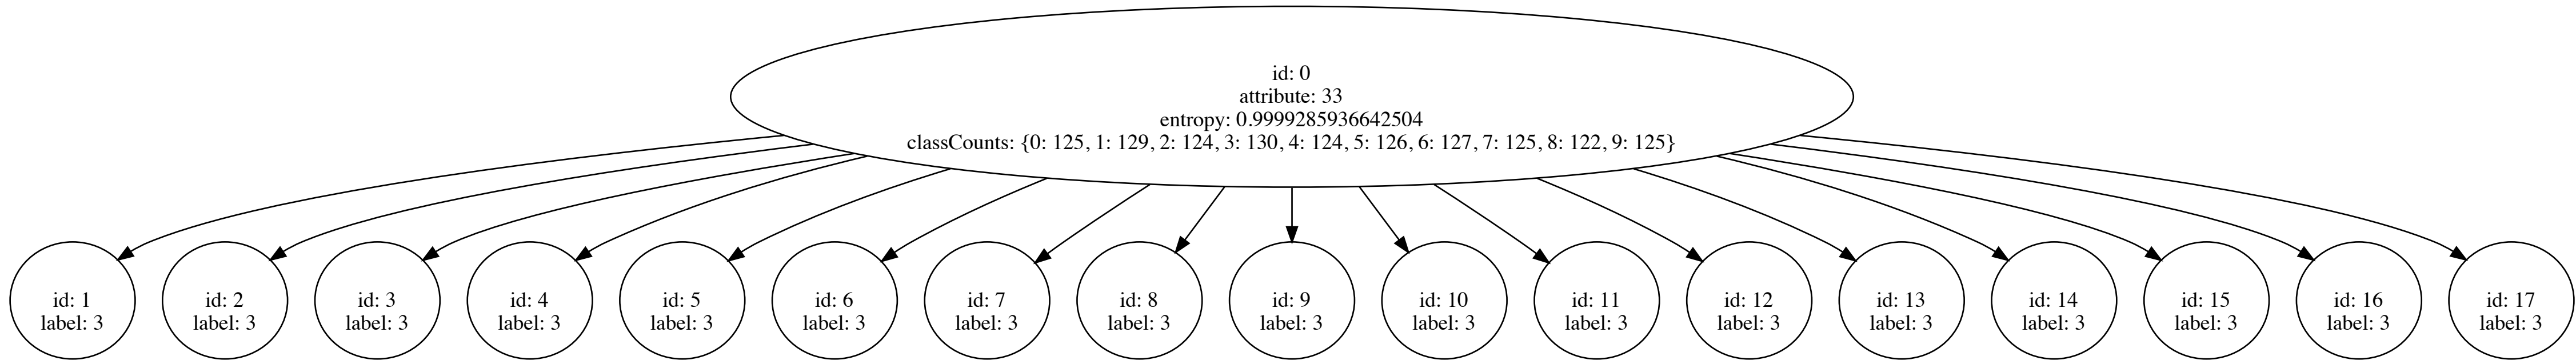 id: 0
attribute: 33
entropy: 0.9999285936642504
classCounts: {0: 125, 1: 129, 2: 124, 3: 130, 4: 124, 5: 126, 6: 127, 7: 125, 8: 122, 9: 125}
id: 1
label: 3
id: 2
label: 3
id: 3
label: 3
id: 4
label: 3
id: 5
label: 3
id: 6
label: 3
id: 7
label: 3
id: 8
label: 3
id: 9
label: 3
id: 10
label: 3
id: 11
label: 3
id: 12
label: 3
id: 13
label: 3
id: 14
label: 3
id: 15
label: 3
id: 16
label: 3
id: 17
label: 3